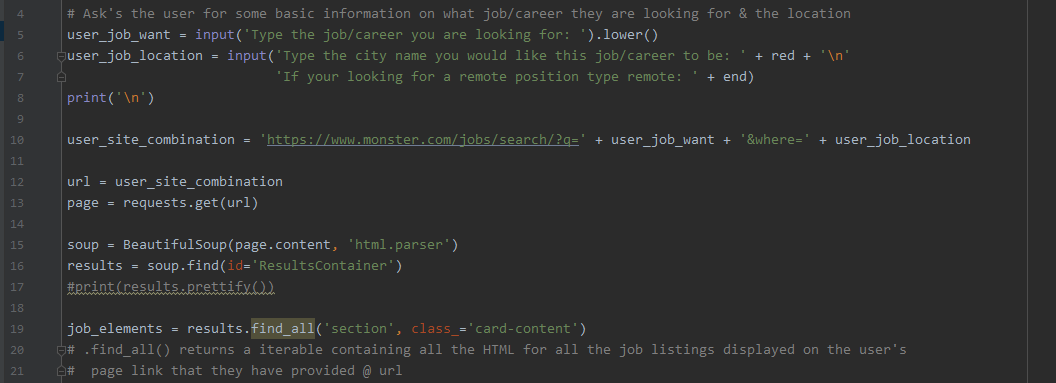 4 # Ask's the user for some basic information on what job/career they are looking for & the location
5 user_job_want = input('Type the job/career you are looking for: ').lower()
6 user_job_location = input('Type the city name you would like this job/career to be: ' + red + '\n'
7 'If your looking for a remote position type remote: ' + end)
8 print('\n')
9
10 user_site_combination = 'https://www.monster.com/jobs/search/?q=' + user_job_want + '&where=' + user_job_location
11
12 url = user_site_combination
13 page = requests.get(url)
14
15 soup = BeautifulSoup(page.content, 'html.parser')
16 results = soup.find(id='ResultsContainer')
17 #print(results.prettify())
18
19 job_elements = results.find_all('section', class_='card-content')
20 # .find_all() returns a iterable containing all the HTML for all the job listings displayed on the user's
21 # page link that they have provided @ url